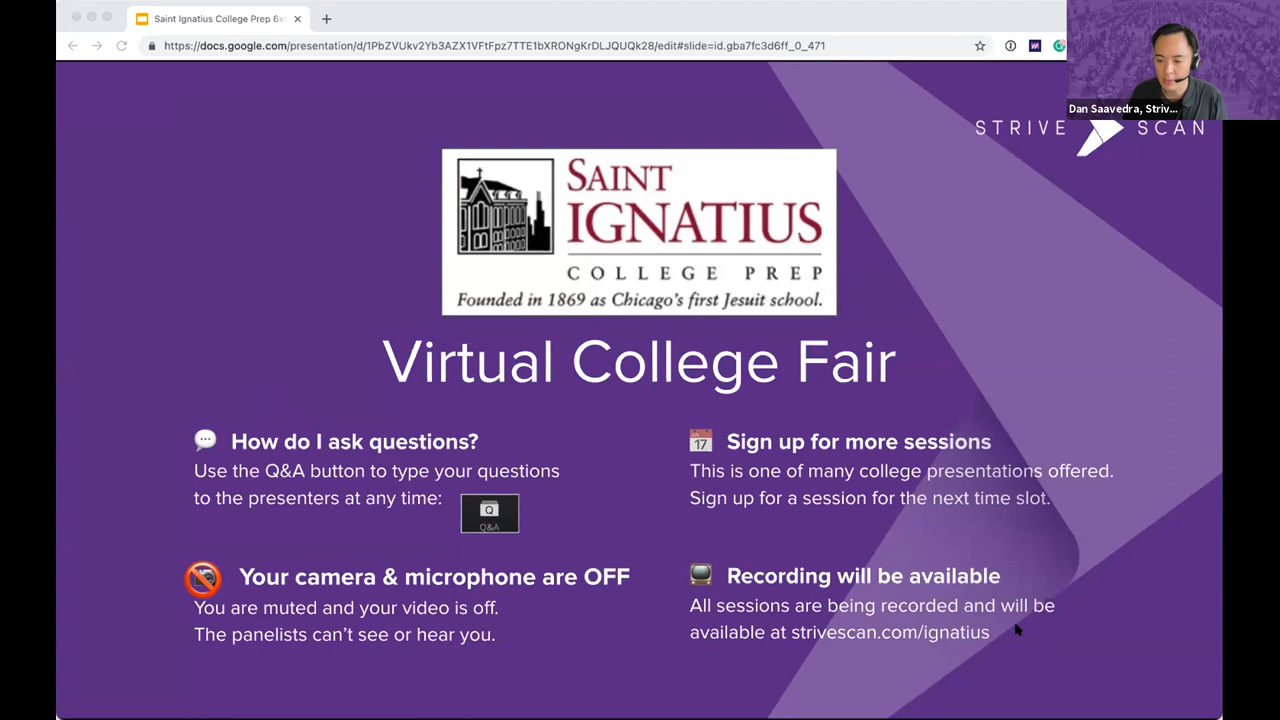 Saint Ignatius College Prep 6x
https://docs.google.com/presentation/d/1PbZVUkv2Yb3AZX1VFtFpz7TTE1bXRONgKrDLJQUQk28/edit#slide=id.gba7fc3d6ff_0_471
Dan Saavedra, Striv...
STRIVE SCAN
SAINT
IGNATIUS
COLLEGE PREP
Founded in 1869 as Chicago's first Jesuit school.
Virtual College Fair
How do I ask questions?
Use the Q&A button to type your questions
to the presenters at any time:
Q
Q&A
17
Sign up for more sessions
This is one of many college presentations offered.
Sign up for a session for the next time slot.
Your camera & microphone are OFF
You are muted and your video is off.
The panelists can't see or hear you.
Recording will be available
All sessions are being recorded and will be
available at strivescan.com/ignatius